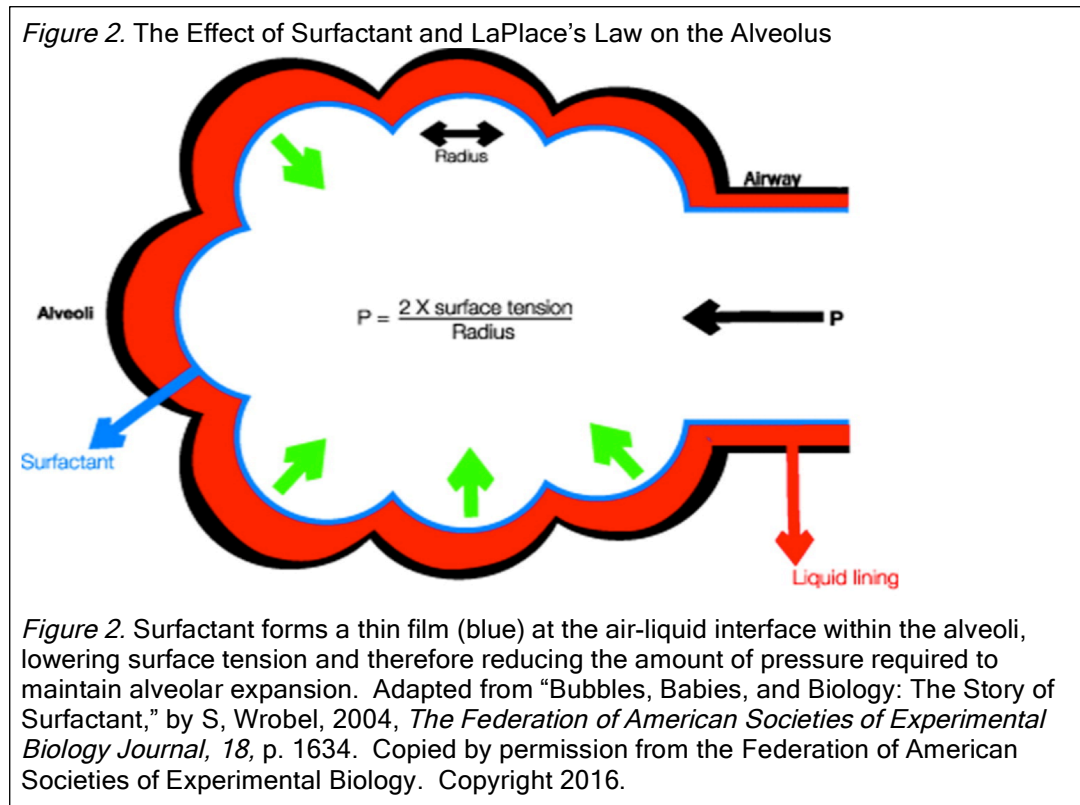 Figure 2. The Effect of Surfactant and LaPlace's Law on the Alveolus
Radius
Airway
Alveoli
P = 2 X surface tension
Radius
P
Surfactant
Liquid lining
Figure 2. Surfactant forms a thin film (blue) at the air-liquid interface within the alveoli,
lowering surface tension and therefore reducing the amount of pressure required to
maintain alveolar expansion.  Adapted from “Bubbles, Babies, and Biology: The Story of
Surfactant,” by S, Wrobel, 2004, The Federation of American Societies of Experimental
Biology Journal, 18, p. 1634.  Copied by permission from the Federation of American
Societies of Experimental Biology.  Copyright 2016.